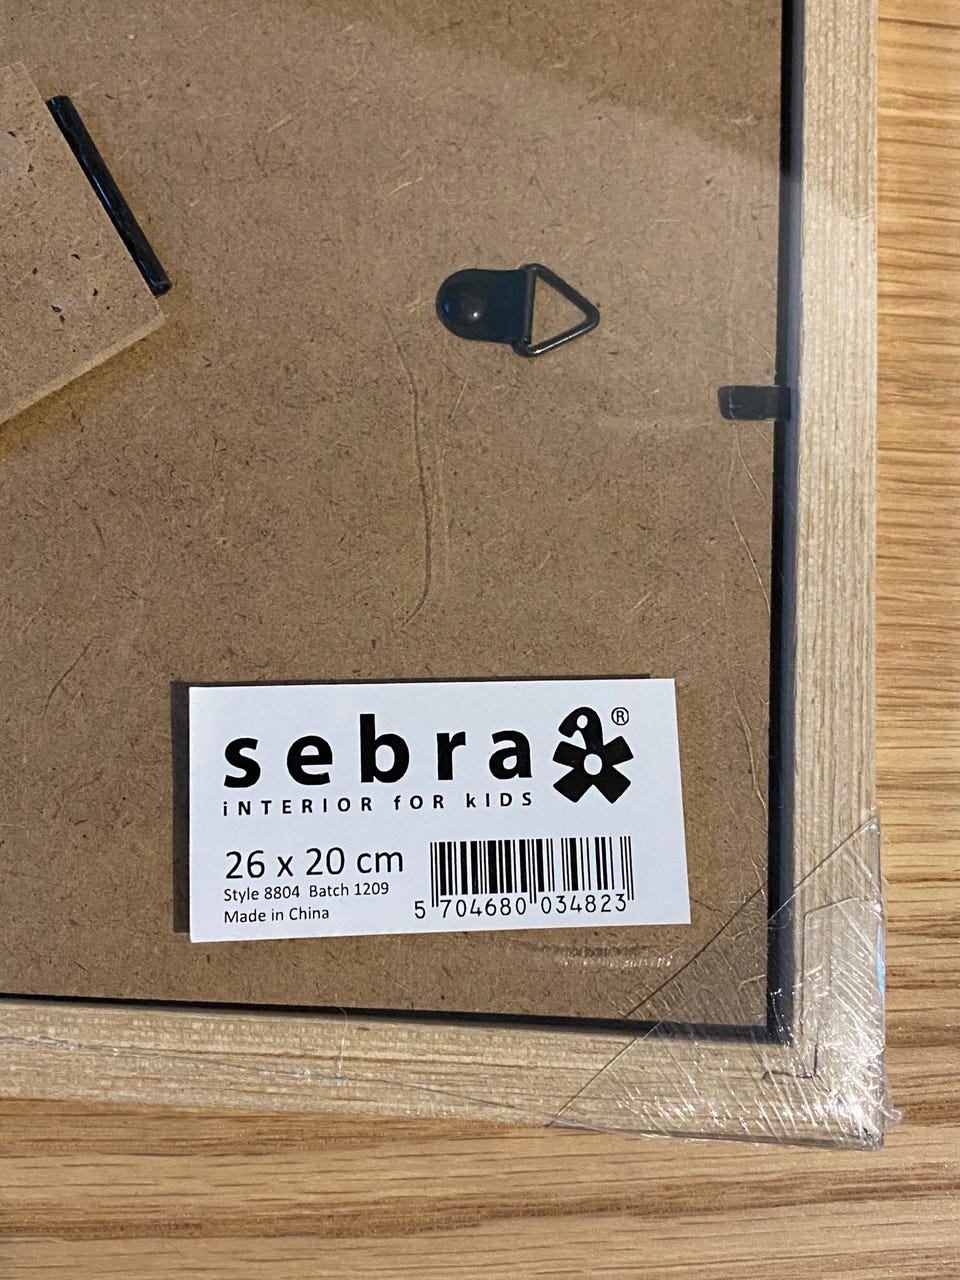 sebra ®
iNTERIOR fOR kIDS
26 x 20 cm
Style 8804 Batch 1209
Made in China
5 704680 034823